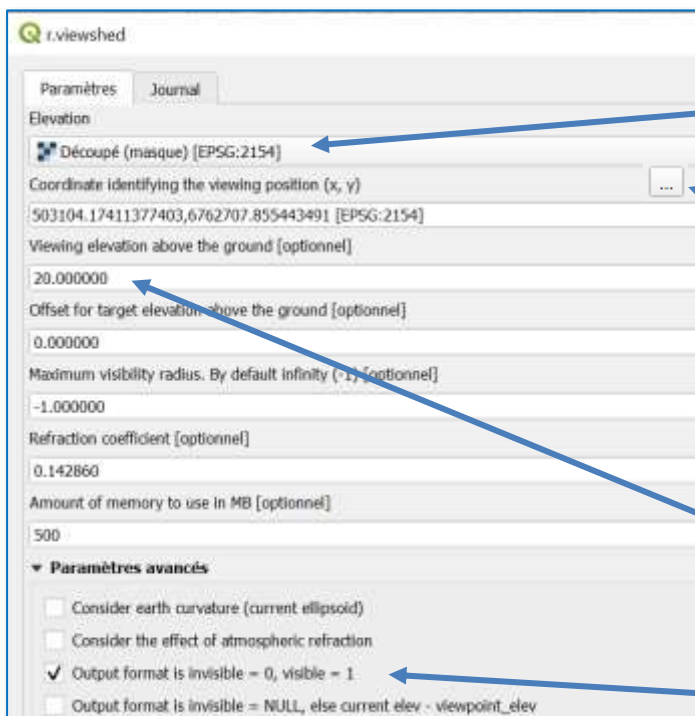 r.viewshed
Paramètres Journal
Elevation
Découpé (masque) [EPSG:2154]
Coordinate identifying the viewing position (x, y)
...
503104.17411377403,6762707.855443491 [EPSG:2154]
Viewing elevation above the ground [optionnel]
20.000000
Offset for target elevation above the ground [optionnel]
0.000000
Maximum visibility radius. By default infinity (-1) [optionnel]
-1.000000
Refraction coefficient [optionnel]
0.142860
Amount of memory to use in MB [optionnel]
500
Paramètres avancés
Consider earth curvature (current ellipsoid)
Consider the effect of atmospheric refraction
Output format is invisible = 0, visible = 1
Output format is invisible = NULL, else current elev - viewpoint_elev